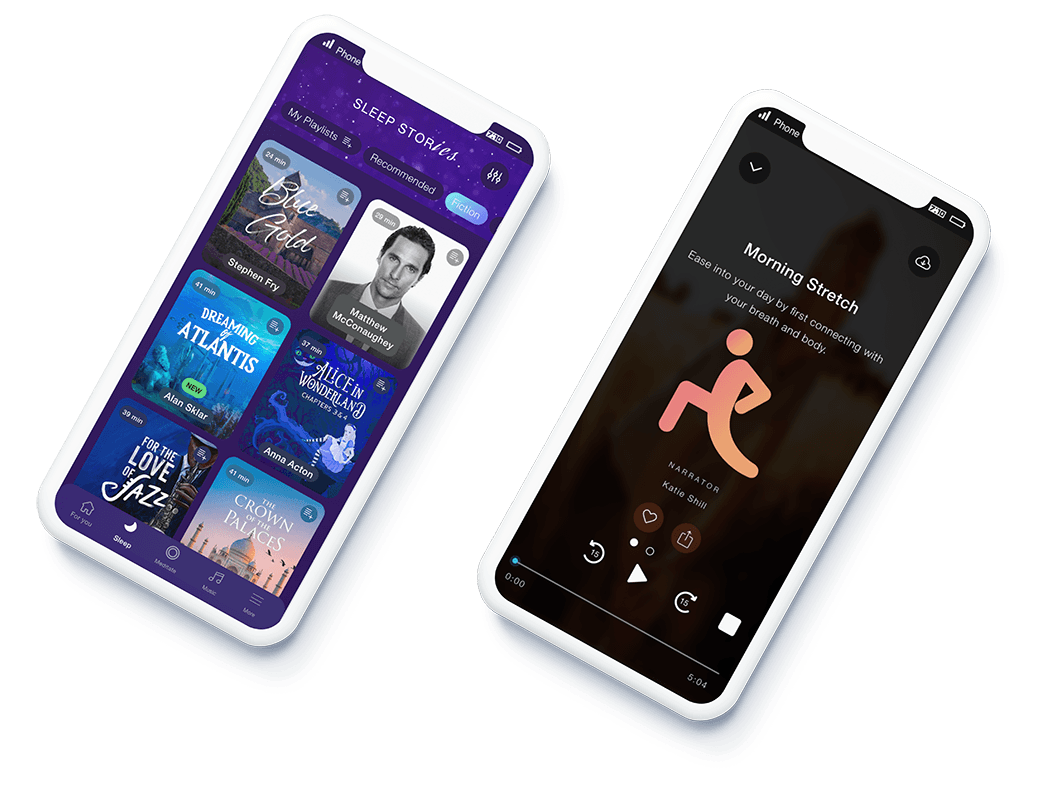 Phone
7:10
SLEEP STORies
My Playlists
Recommended
Fiction
24 min
Blue
Gold
Stephen Fry
29 min
Matthew
McConaughey
41 min
DREAMING
of
ATLANTIS
NEW
Alan Sklar
37 min
ALICE IN
WONDERLAND
CHAPTERS 3 & 4
Anna Acton
39 min
FOR THE
LOVE
OF
JAZZ
41 min
THE
CROWN
OF THE
PALACES
For you
Sleep
Meditate
Music
More
Phone
7:10
Morning Stretch
Ease into your day by first connecting with
your breath and body.
NARRATOR
Katie Shill
15
15
0:00
5:04